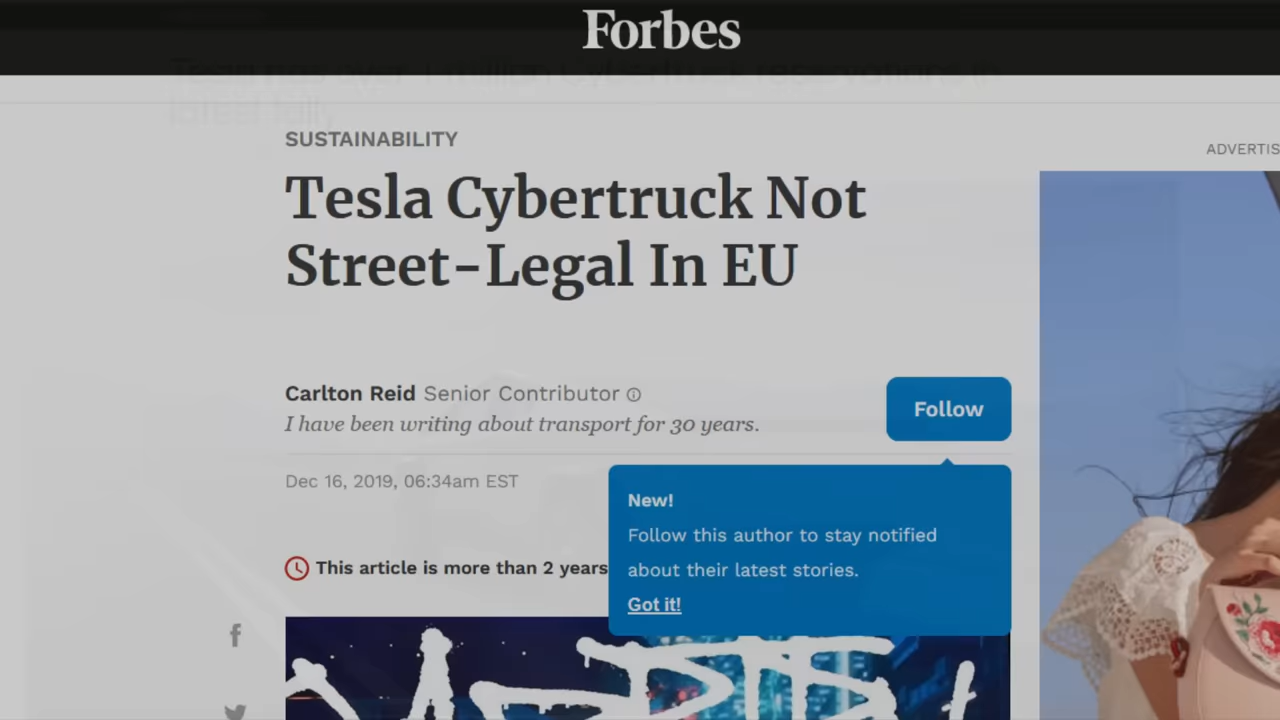 Forbes
SUSTAINABILITY
ADVERTIS
Tesla Cybertruck Not
Street-Legal In EU
Carlton Reid Senior Contributor
I have been writing about transport for 30 years.
Follow
Dec 16, 2019, 06:34am EST
New!
Follow this author to stay notified
about their latest stories.
Got it!
This article is more than 2 years